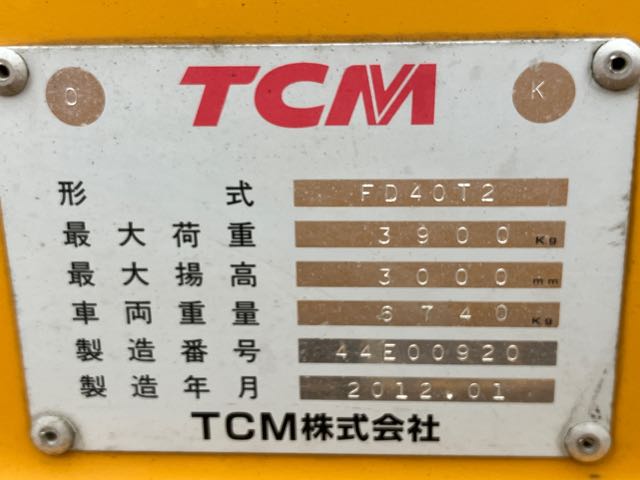 O TCM K
形式 FD40T2
最大荷重 3900 Kg
最大揚高 3000 mm
車両重量 6740 Kg
製造番号 44E00920
製造年月 2012.01
TCM株式会社